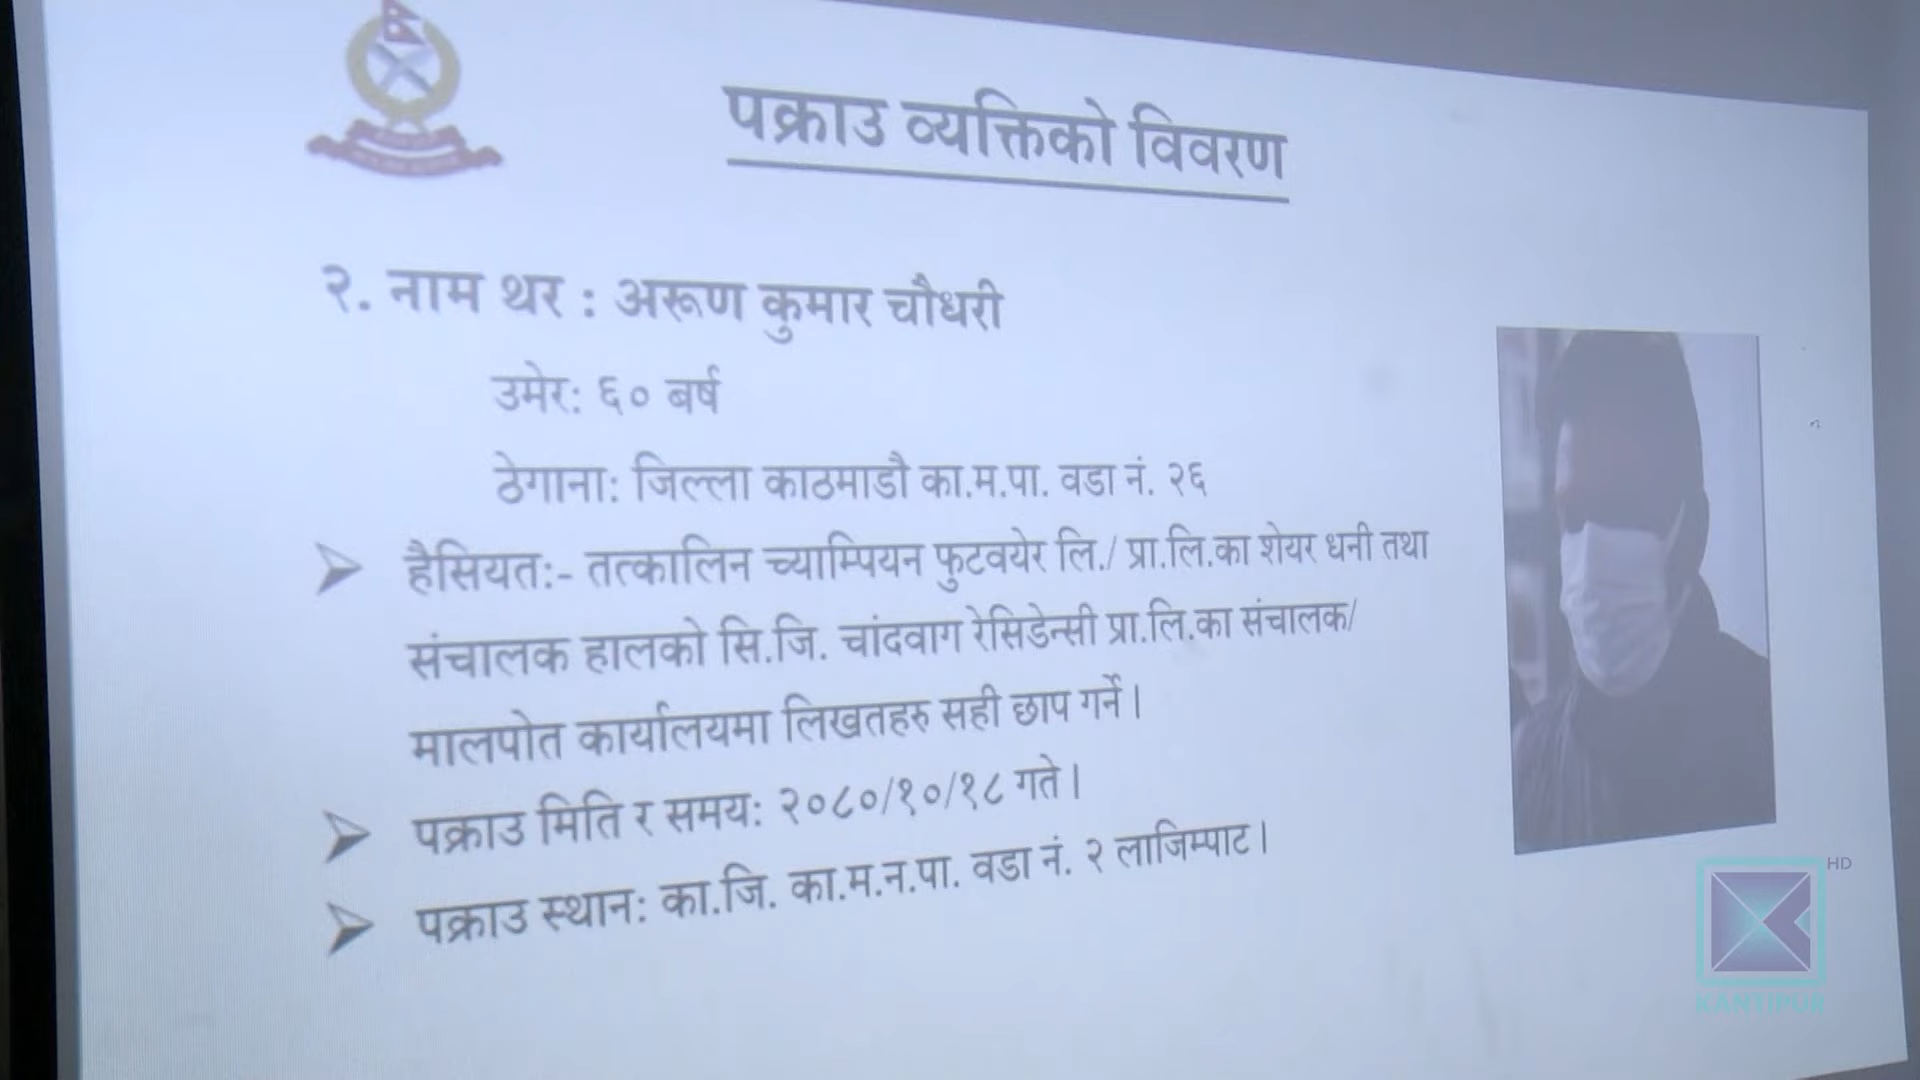 पक्राउ व्यक्तिको विवरण
२. नाम थर : अरूण कुमार चौधरी
उमेर: ६० बर्ष
ठेगाना: जिल्ला काठमाडौ का.म.पा. वडा नं. २६
हैसियत:- तत्कालिन च्याम्पियन फुटवयेर लि./ प्रा.लि.का शेयर धनी तथा
संचालक हालको सि.जि. चांदवाग रेसिडेन्सी प्रा.लि.का संचालक/
मालपोत कार्यालयमा लिखतहरु सही छाप गर्ने।
पक्राउ मिति र समय: २०८०/१०/१८ गते।
पक्राउ स्थान: का.जि. का.म.न.पा. वडा नं. २ लाजिम्पाट।
HD
KANTIPUR